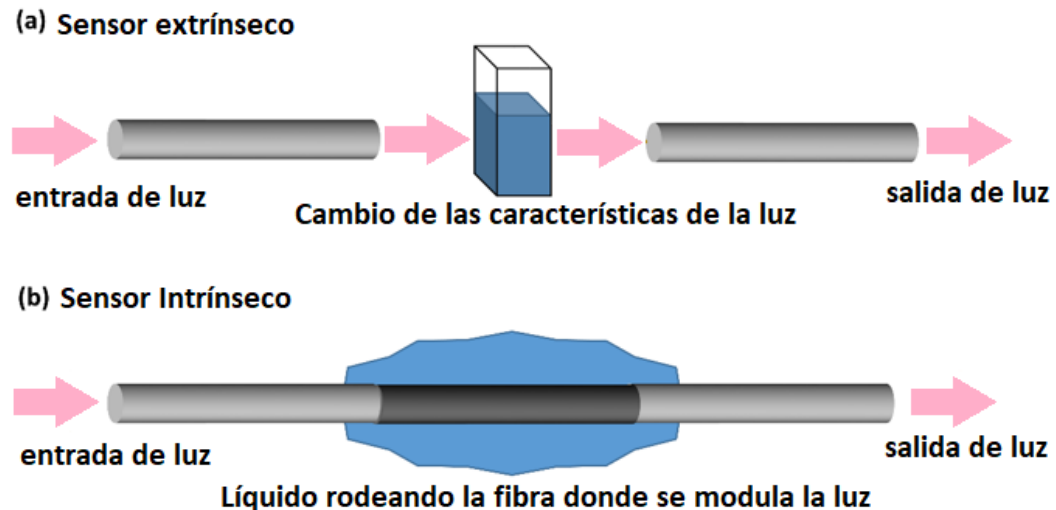 (a) Sensor extrínseco
entrada de luz
Cambio de las características de la luz
salida de luz
(b) Sensor Intrínseco
entrada de luz
salida de luz
Líquido rodeando la fibra donde se modula la luz